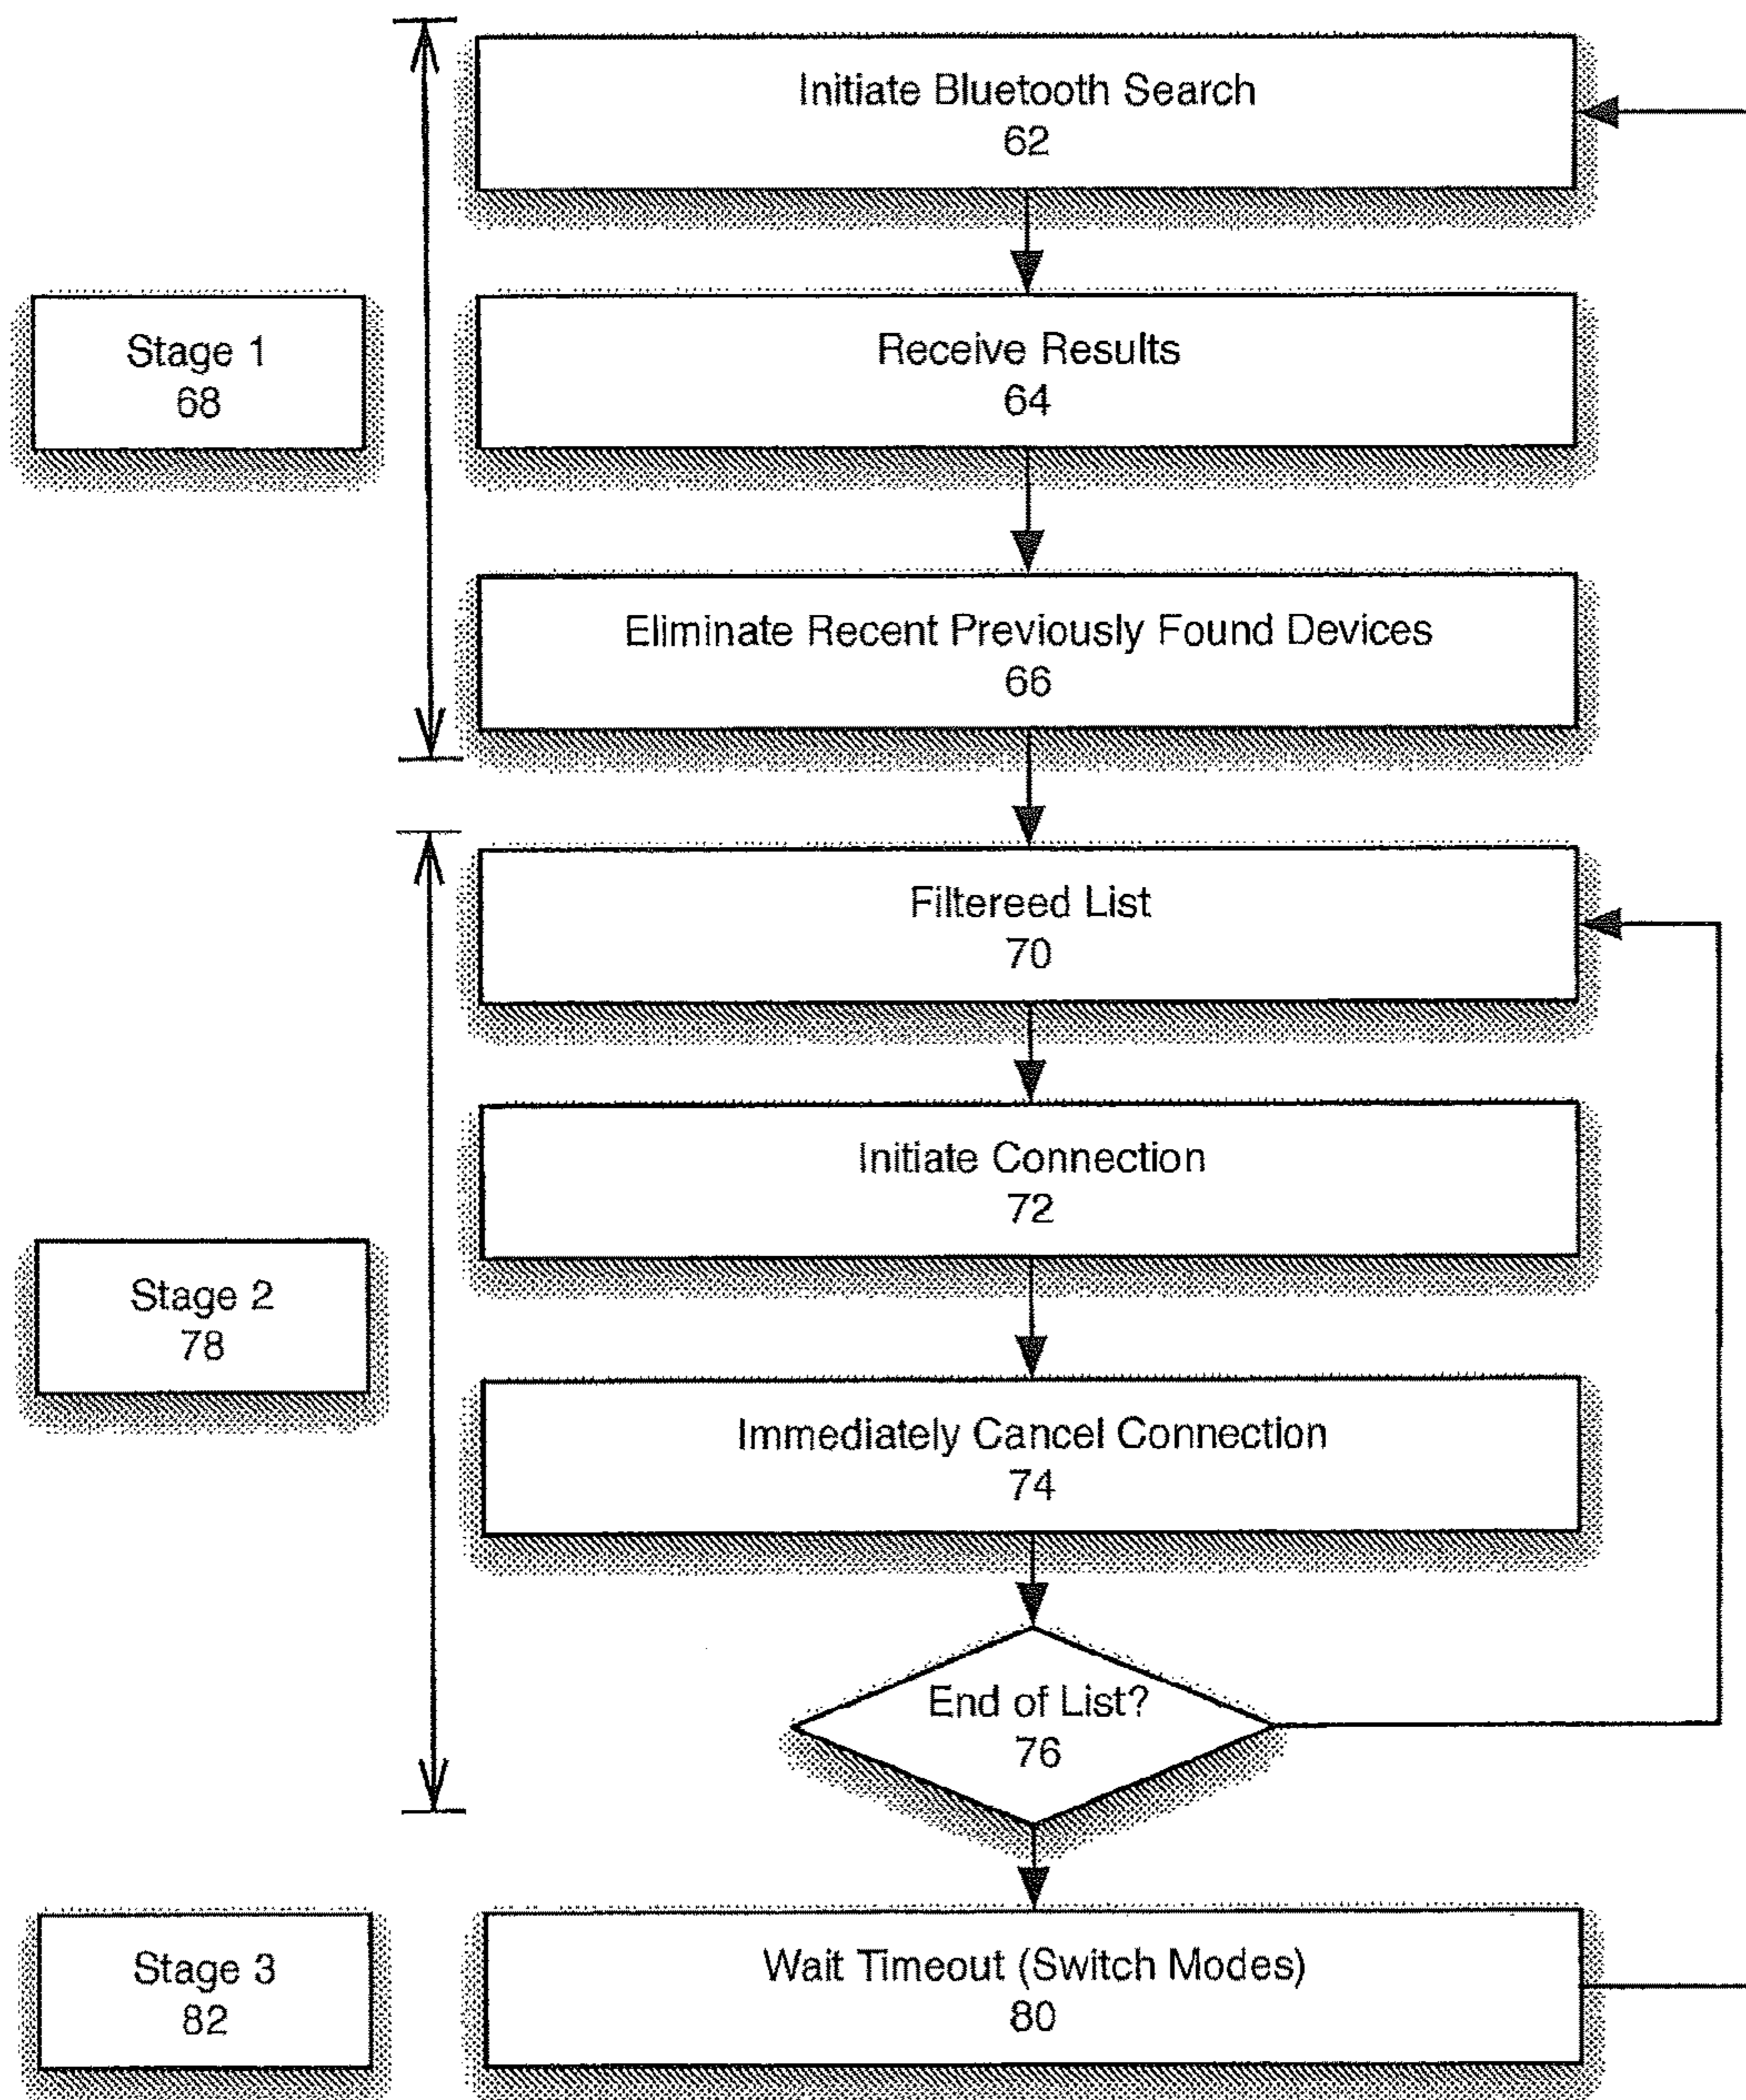 Initiate Bluetooth Search
62
Stage 1
68
Receive Results
64
Eliminate Recent Previously Found Devices
66
Filtereed List
70
Initiate Connection
72
Stage 2
78
Immediately Cancel Connection
74
End of List?
76
Stage 3
82
Wait Timeout (Switch Modes)
80